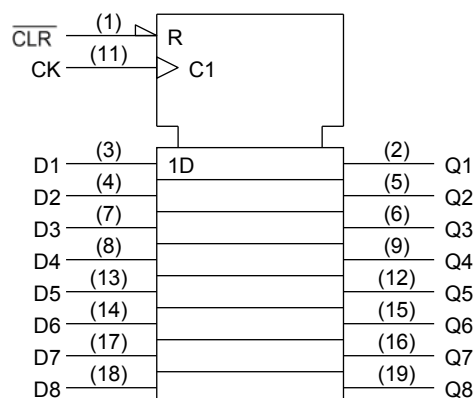 (1)
CLR R
(11)
CK C1
(3) (2)
D1 1D Q1
(4) (5)
D2 Q2
(7) (6)
D3 Q3
(8) (9)
D4 Q4
(13) (12)
D5 Q5
(14) (15)
D6 Q6
(17) (16)
D7 Q7
(18) (19)
D8 Q8